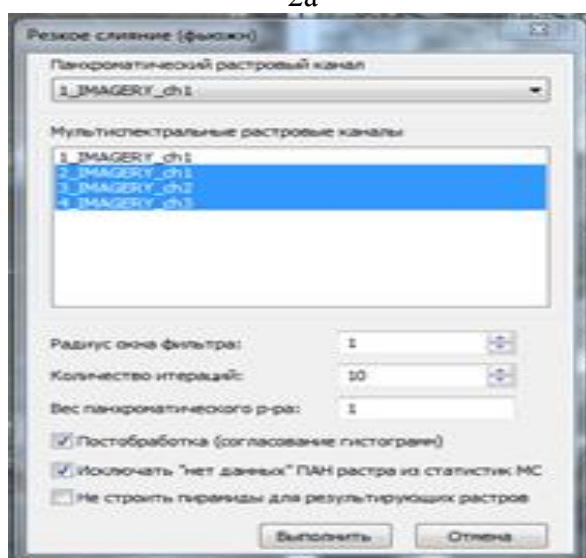 2а
Резкое слияние (фьюжн)
Панхроматический растровый канал
1_IMAGERY_ch1
Мультиспектральные растровые каналы
1_IMAGERY_ch1
2_IMAGERY_ch1
3_IMAGERY_ch2
4_IMAGERY_ch3
Радиус окна фильтра: 1
Количество итераций: 10
Вес панхроматического р-ра: 1
Постобработка (согласование гистограмм)
Исключать "нет данных" ПАН растра из статистик МС
Не строить пирамиды для результирующих растров
Выполнить Отмена